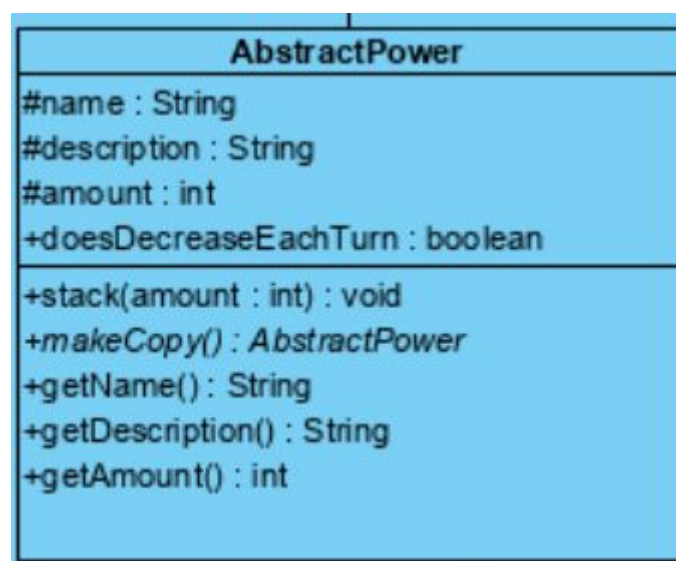 AbstractPower
#name : String
#description : String
#amount : int
+doesDecreaseEachTurn : boolean
+stack(amount : int) : void
+makeCopy() : AbstractPower
+getName() : String
+getDescription() : String
+getAmount() : int